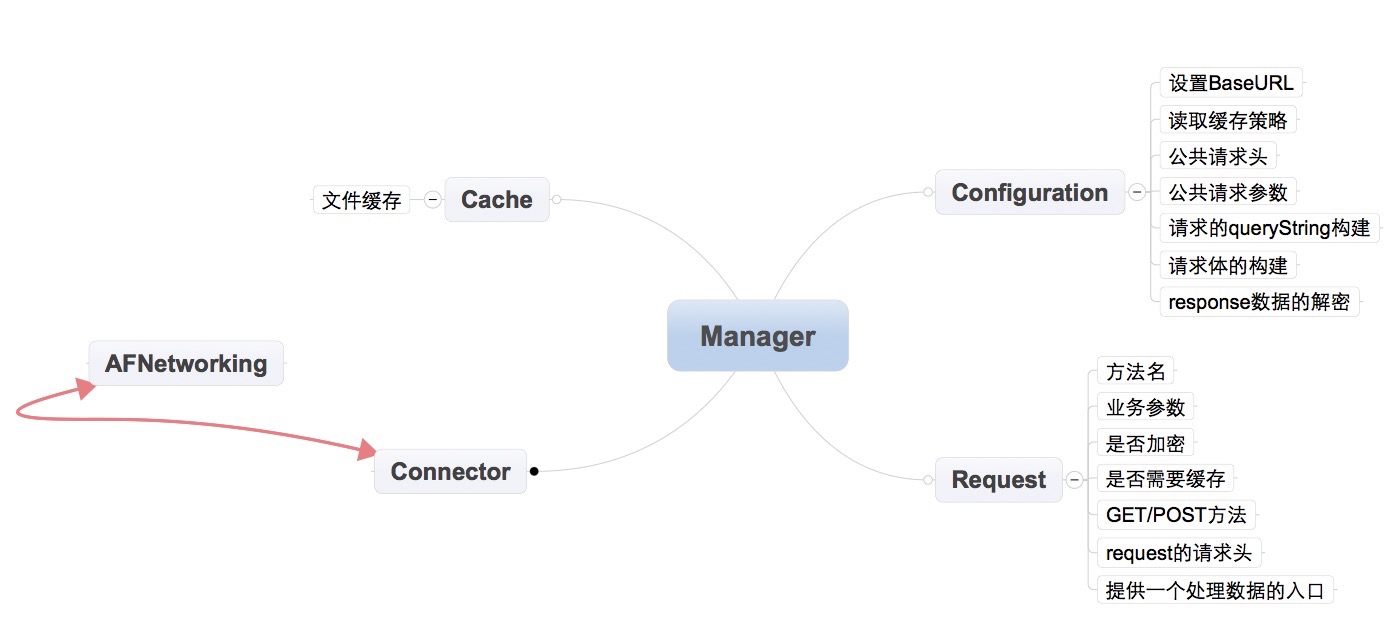 Manager
Configuration
设置BaseURL
读取缓存策略
公共请求头
公共请求参数
请求的queryString构建
请求体的构建
response数据的解密
Request
方法名
业务参数
是否加密
是否需要缓存
GET/POST方法
request的请求头
提供一个处理数据的入口
Cache
文件缓存
Connector
AFNetworking